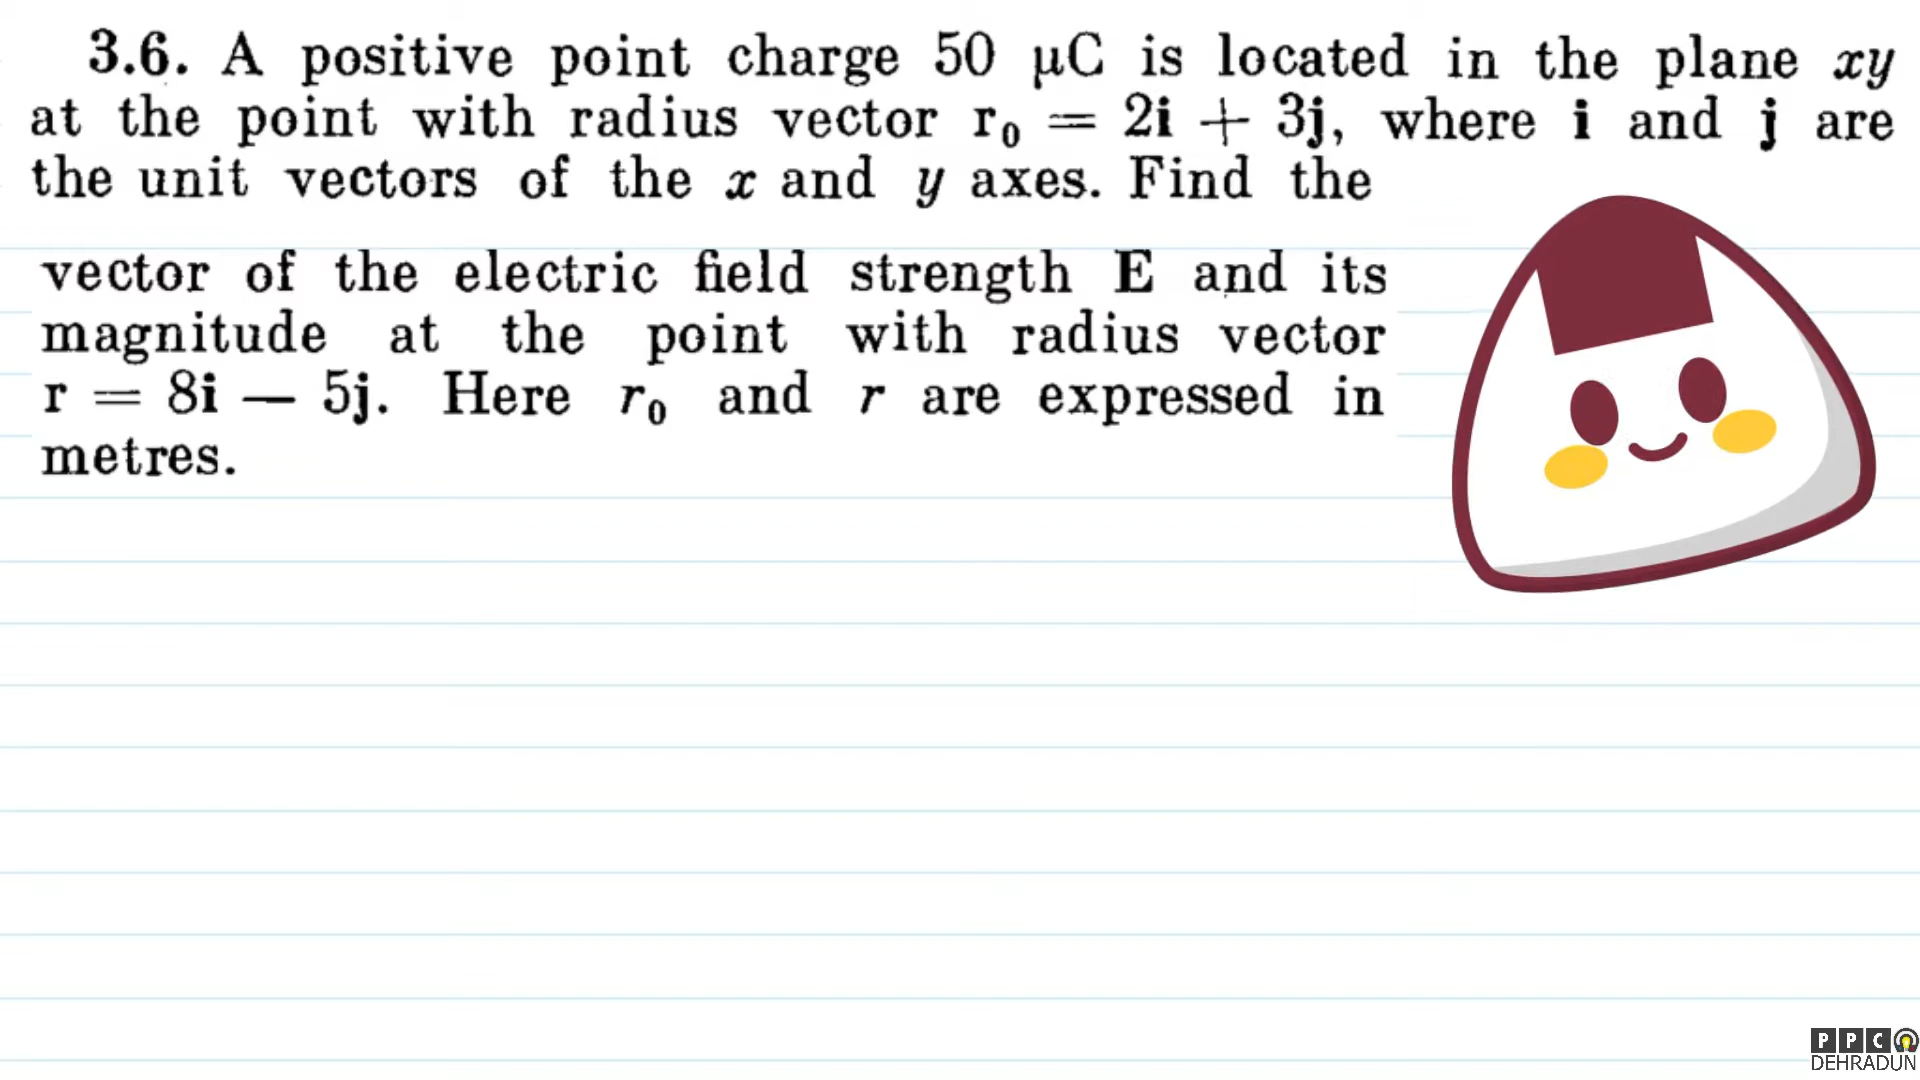 3.6. A positive point charge 50 μC is located in the plane xy
at the point with radius vector r₀ = 2i + 3j, where i and j are
the unit vectors of the x and y axes. Find the
vector of the electric field strength E and its
magnitude at the point with radius vector
r = 8i — 5j. Here r₀ and r are expressed in
metres.
PPC
DEHRADUN